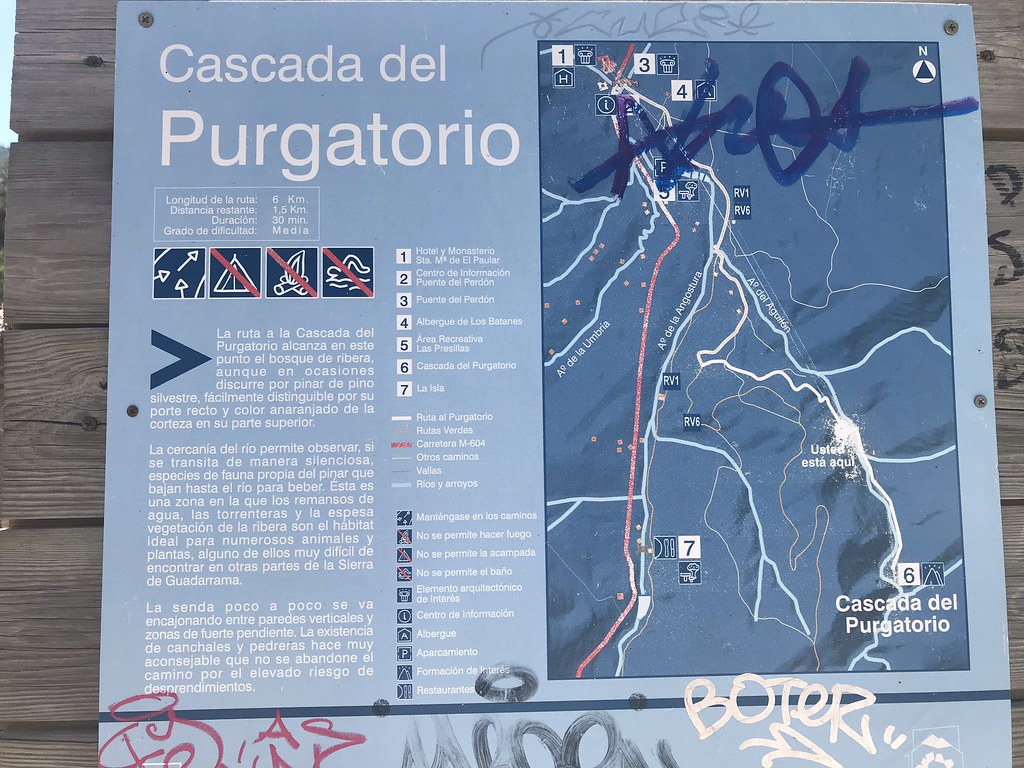 Cascada del
Purgatorio
Longitud de la ruta: 6 Km.
Distancia restante: 1,5 Km.
Duración: 30 min.
Grado de dificultad: Media
La ruta a la Cascada del
Purgatorio alcanza en este
punto el bosque de ribera,
aunque en ocasiones
discurre por pinar de pino
silvestre, fácilmente distinguible por su
porte recto y color anaranjado de la
corteza en su parte superior.
La cercanía del río permite observar, si
se transita de manera silenciosa,
especies de fauna propia del pinar que
bajan hasta el río para beber. Esta es
una zona en la que los remansos de
agua, las torrenteras y la espesa
vegetación de la ribera son el hábitat
ideal para numerosos animales y
plantas, alguno de ellos muy difícil de
encontrar en otras partes de la Sierra
de Guadarrama.
La senda poco a poco se va
encajonando entre paredes verticales y
zonas de fuerte pendiente. La existencia
de canchales y pedreras hace muy
aconsejable que no se abandone el
camino por el elevado riesgo de
desprendimientos.
1 Hotel y Monasterio
Sta. Mª de El Paular
2 Centro de Información
Puente del Perdón
3 Puente del Perdón
4 Albergue de Los Batanes
5 Área Recreativa
Las Presillas
6 Cascada del Purgatorio
7 La Isla
Ruta al Purgatorio
Rutas Verdes
Carretera M-604
Otros caminos
Vallas
Ríos y arroyos
Manténgase en los caminos
No se permite hacer fuego
No se permite la acampada
No se permite el baño
Elemento arquitectónico
de Interés
i Centro de Información
A Albergue
P Aparcamiento
Formación de Interés
Restaurantes
N
1
H
3
4
i
2
P
5
RV1
RV6
Aº de la Umbria
Aº de la Angostura
Aº del Aguilón
RV1
RV6
Usted
está aquí
7
6
Cascada del
Purgatorio
BOTER